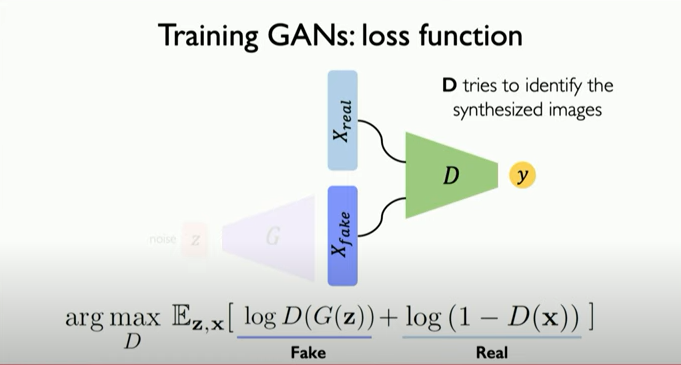 Training GANs: loss function
D tries to identify the
synthesized images
X_real
D
y
X_fake
noise
z
G
arg max_D 𝔼_{z,x}[ log D(G(z)) + log (1 − D(x)) ]
Fake
Real